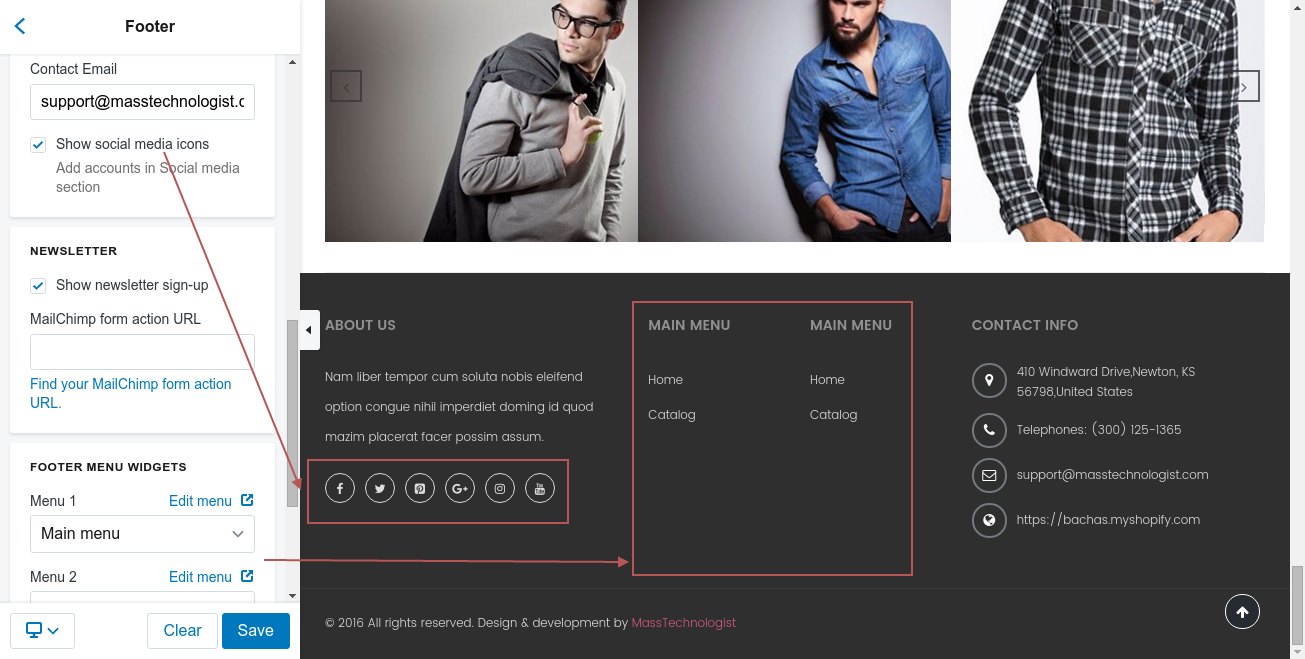 Footer
Contact Email
support@masstechnologist.c
Show social media icons
Add accounts in Social media
section
NEWSLETTER
Show newsletter sign-up
MailChimp form action URL
Find your MailChimp form action
URL.
FOOTER MENU WIDGETS
Menu 1 Edit menu
Main menu
Menu 2 Edit menu
Clear Save
ABOUT US
Nam liber tempor cum soluta nobis eleifend
option congue nihil imperdiet doming id quod
mazim placerat facer possim assum.
MAIN MENU
Home
Catalog
MAIN MENU
Home
Catalog
CONTACT INFO
410 Windward Drive,Newton, KS
56798,United States
Telephones: (300) 125-1365
support@masstechnologist.com
https://bachas.myshopify.com
© 2016 All rights reserved. Design & development by MassTechnologist